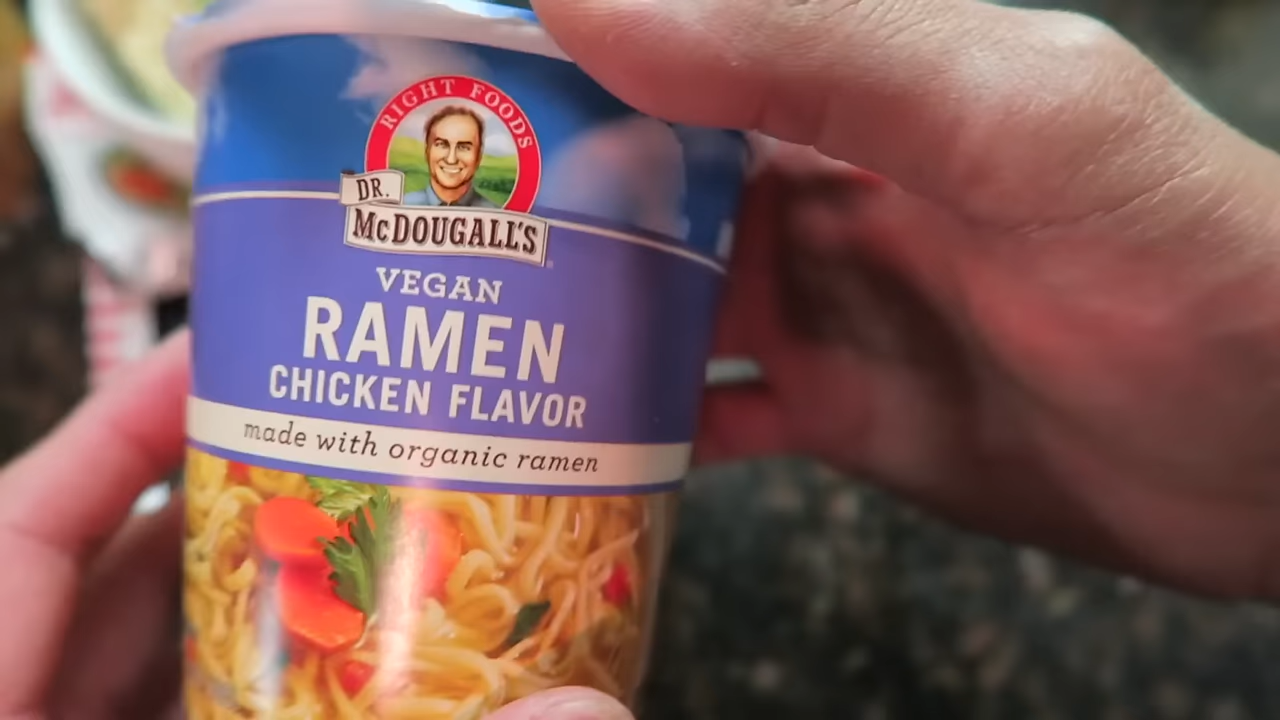 RIGHT FOODS
DR.
McDOUGALL'S
VEGAN
RAMEN
CHICKEN FLAVOR
made with organic ramen